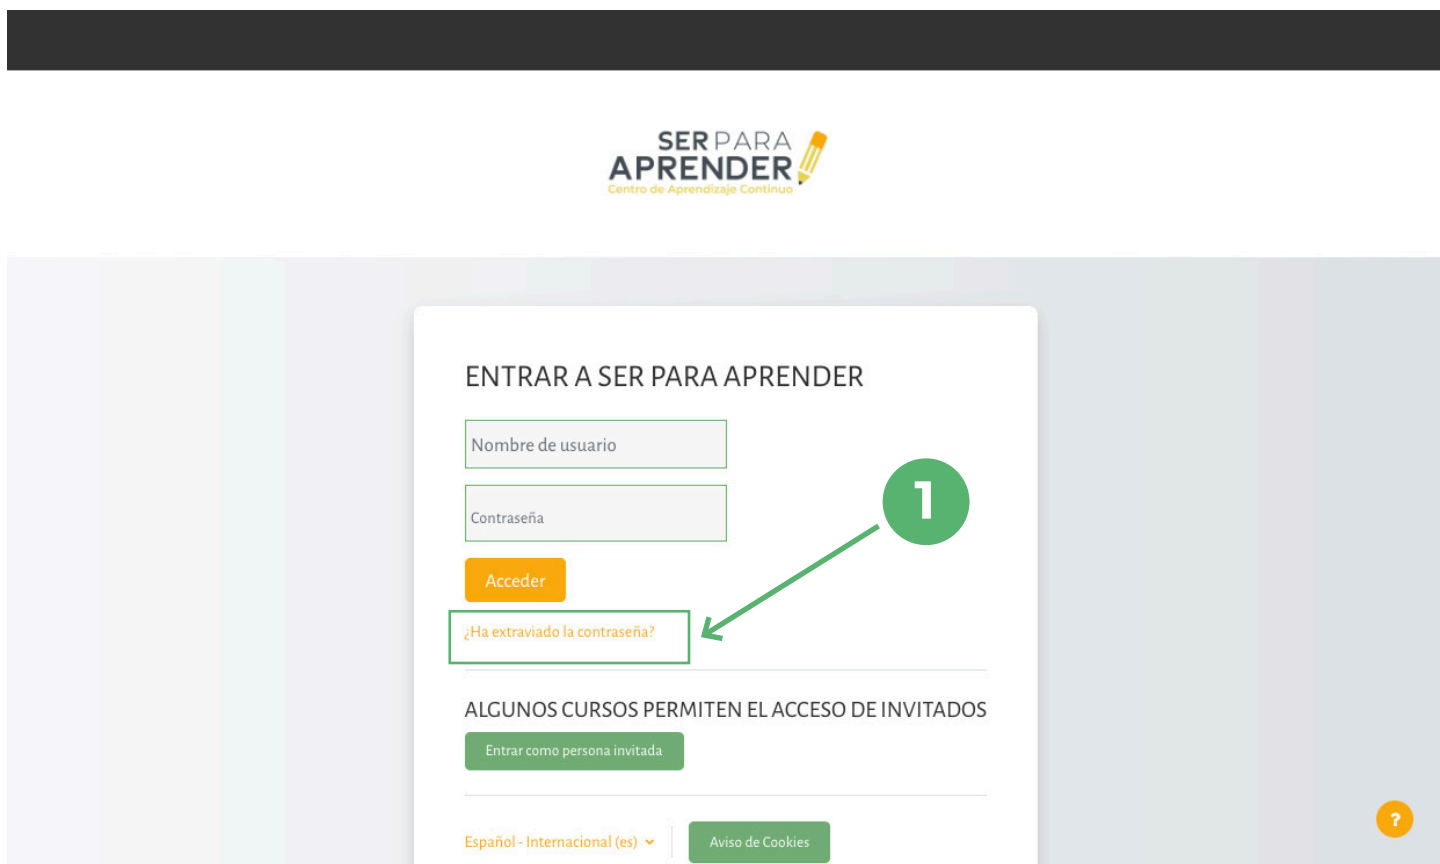 SER PARA
APRENDER
Centro de Aprendizaje Continuo
ENTRAR A SER PARA APRENDER
Nombre de usuario
Contraseña
1
Acceder
¿Ha extraviado la contraseña?
ALGUNOS CURSOS PERMITEN EL ACCESO DE INVITADOS
Entrar como persona invitada
Español - Internacional (es)
Aviso de Cookies
?